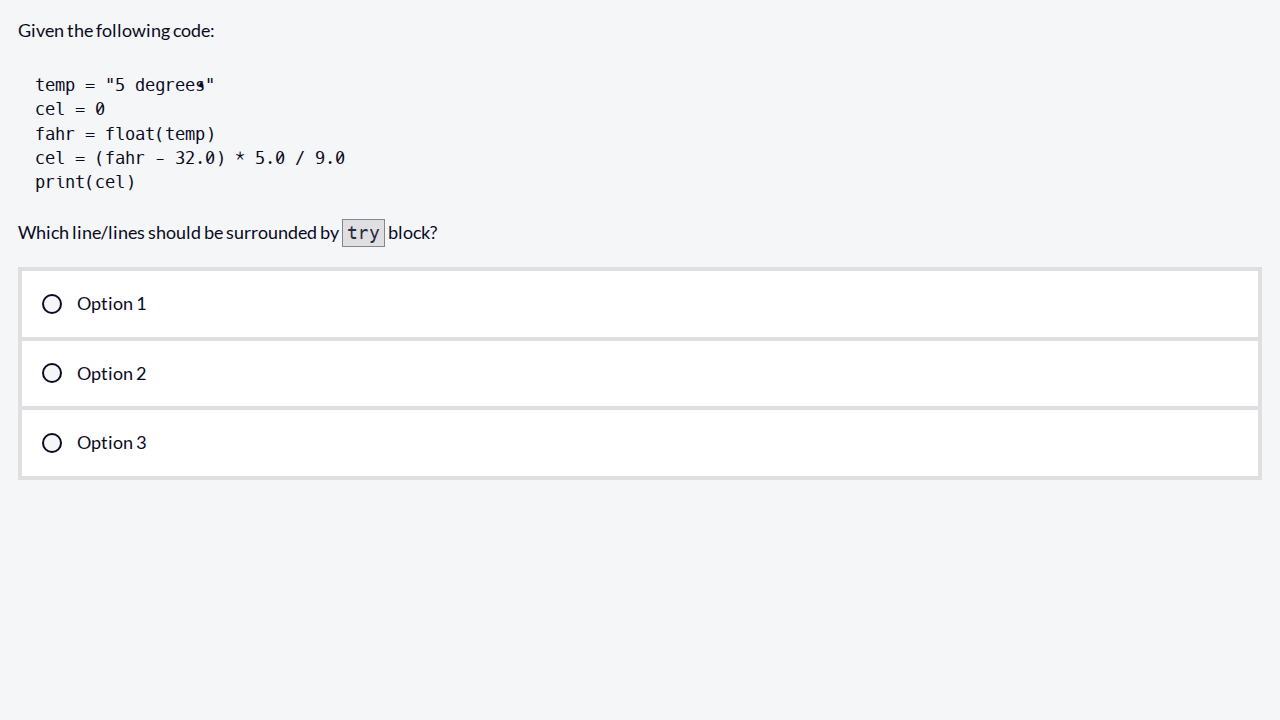 Given the following code:
temp = "5 degrees"
cel = 0
fahr = float(temp)
cel = (fahr - 32.0) * 5.0 / 9.0
print(cel)
Which line/lines should be surrounded by try block?
Option 1
Option 2
Option 3